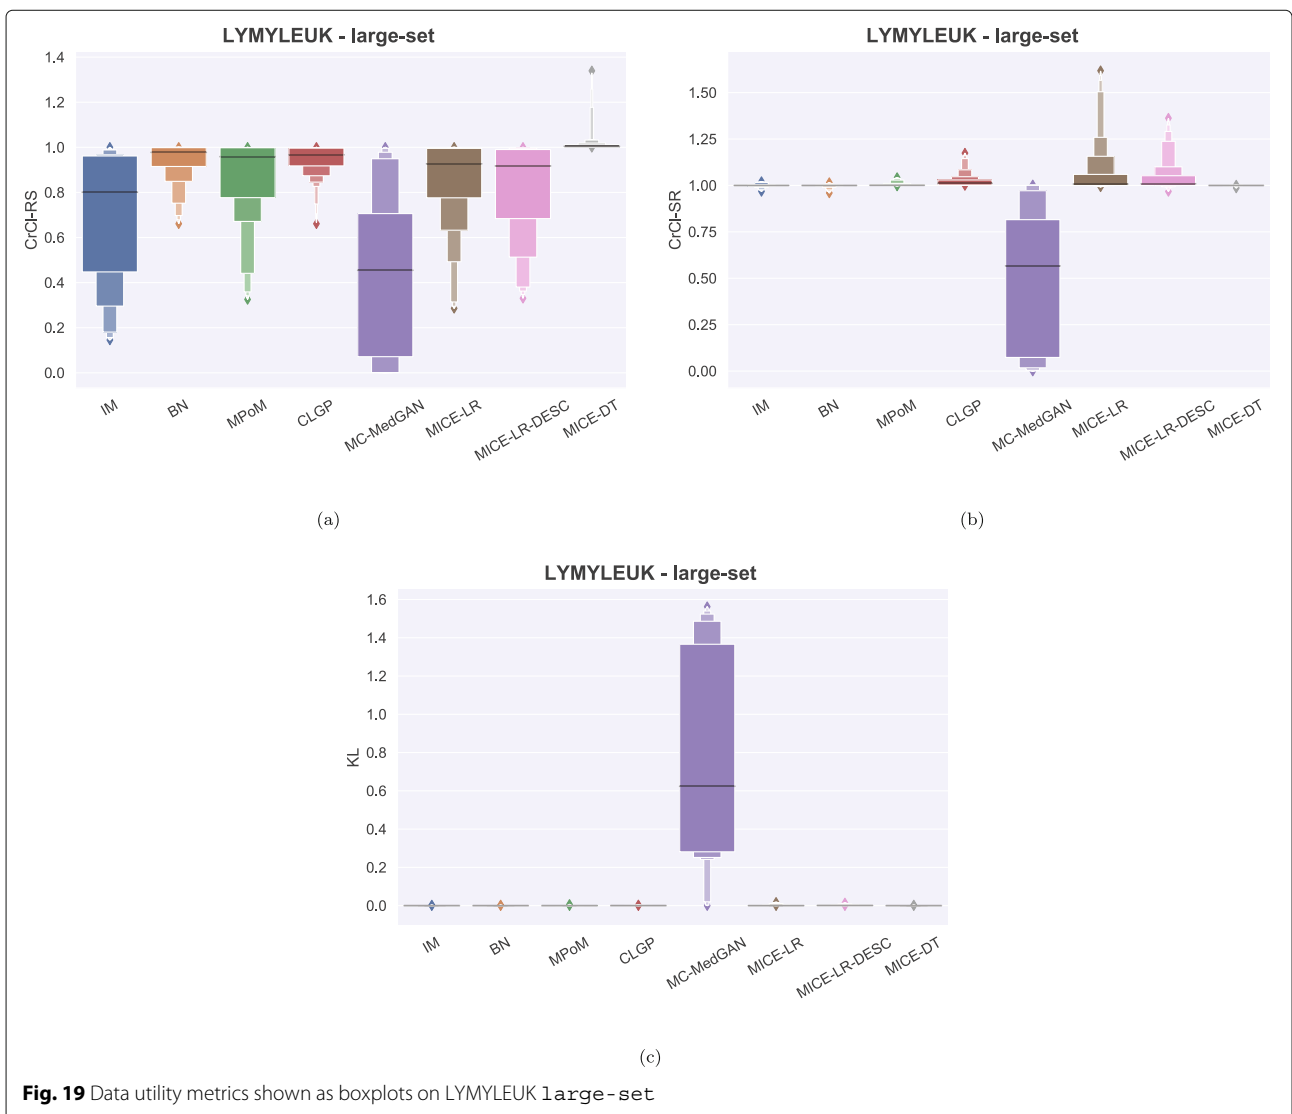 LYMYLEUK - large-set
CrCl-RS
1.4
1.2
1.0
0.8
0.6
0.4
0.2
0.0
IM
BN
MPoM
CLGP
MC-MedGAN
MICE-LR
MICE-LR-DESC
MICE-DT
(a)
LYMYLEUK - large-set
CrCl-SR
1.50
1.25
1.00
0.75
0.50
0.25
0.00
IM
BN
MPoM
CLGP
MC-MedGAN
MICE-LR
MICE-LR-DESC
MICE-DT
(b)
LYMYLEUK - large-set
KL
1.6
1.4
1.2
1.0
0.8
0.6
0.4
0.2
0.0
IM
BN
MPoM
CLGP
MC-MedGAN
MICE-LR
MICE-LR-DESC
MICE-DT
(c)
Fig. 19 Data utility metrics shown as boxplots on LYMYLEUK large-set